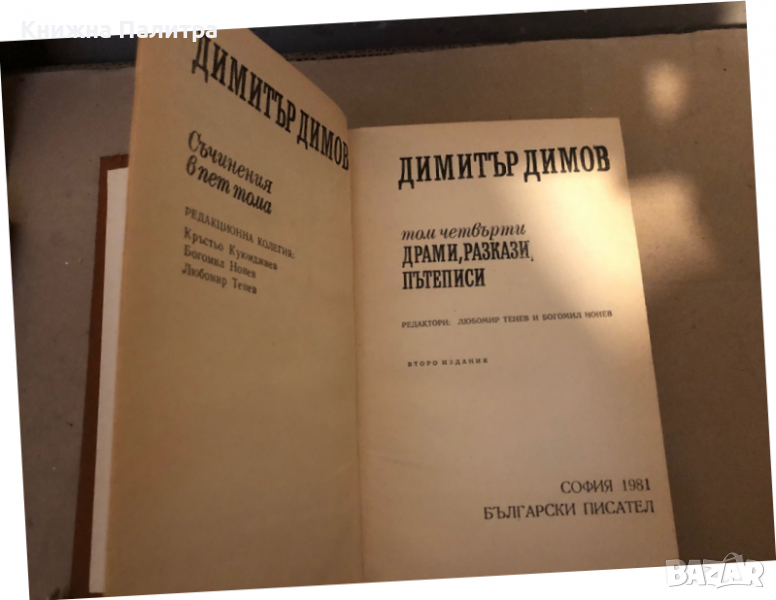 Книжна Палитра
ДИМИТЪР ДИМОВ
Съчинения
в пет тома
РЕДАКЦИОННА КОЛЕГИЯ:
Кръстьо Куюмджиев
Богомил Нонев
Любомир Тенев
ДИМИТЪР ДИМОВ
том четвърти
ДРАМИ, РАЗКАЗИ,
ПЪТЕПИСИ
РЕДАКТОРИ: ЛЮБОМИР ТЕНЕВ И БОГОМИЛ НОНЕВ
ВТОРО ИЗДАНИЕ
СОФИЯ 1981
БЪЛГАРСКИ ПИСАТЕЛ
BAZAR